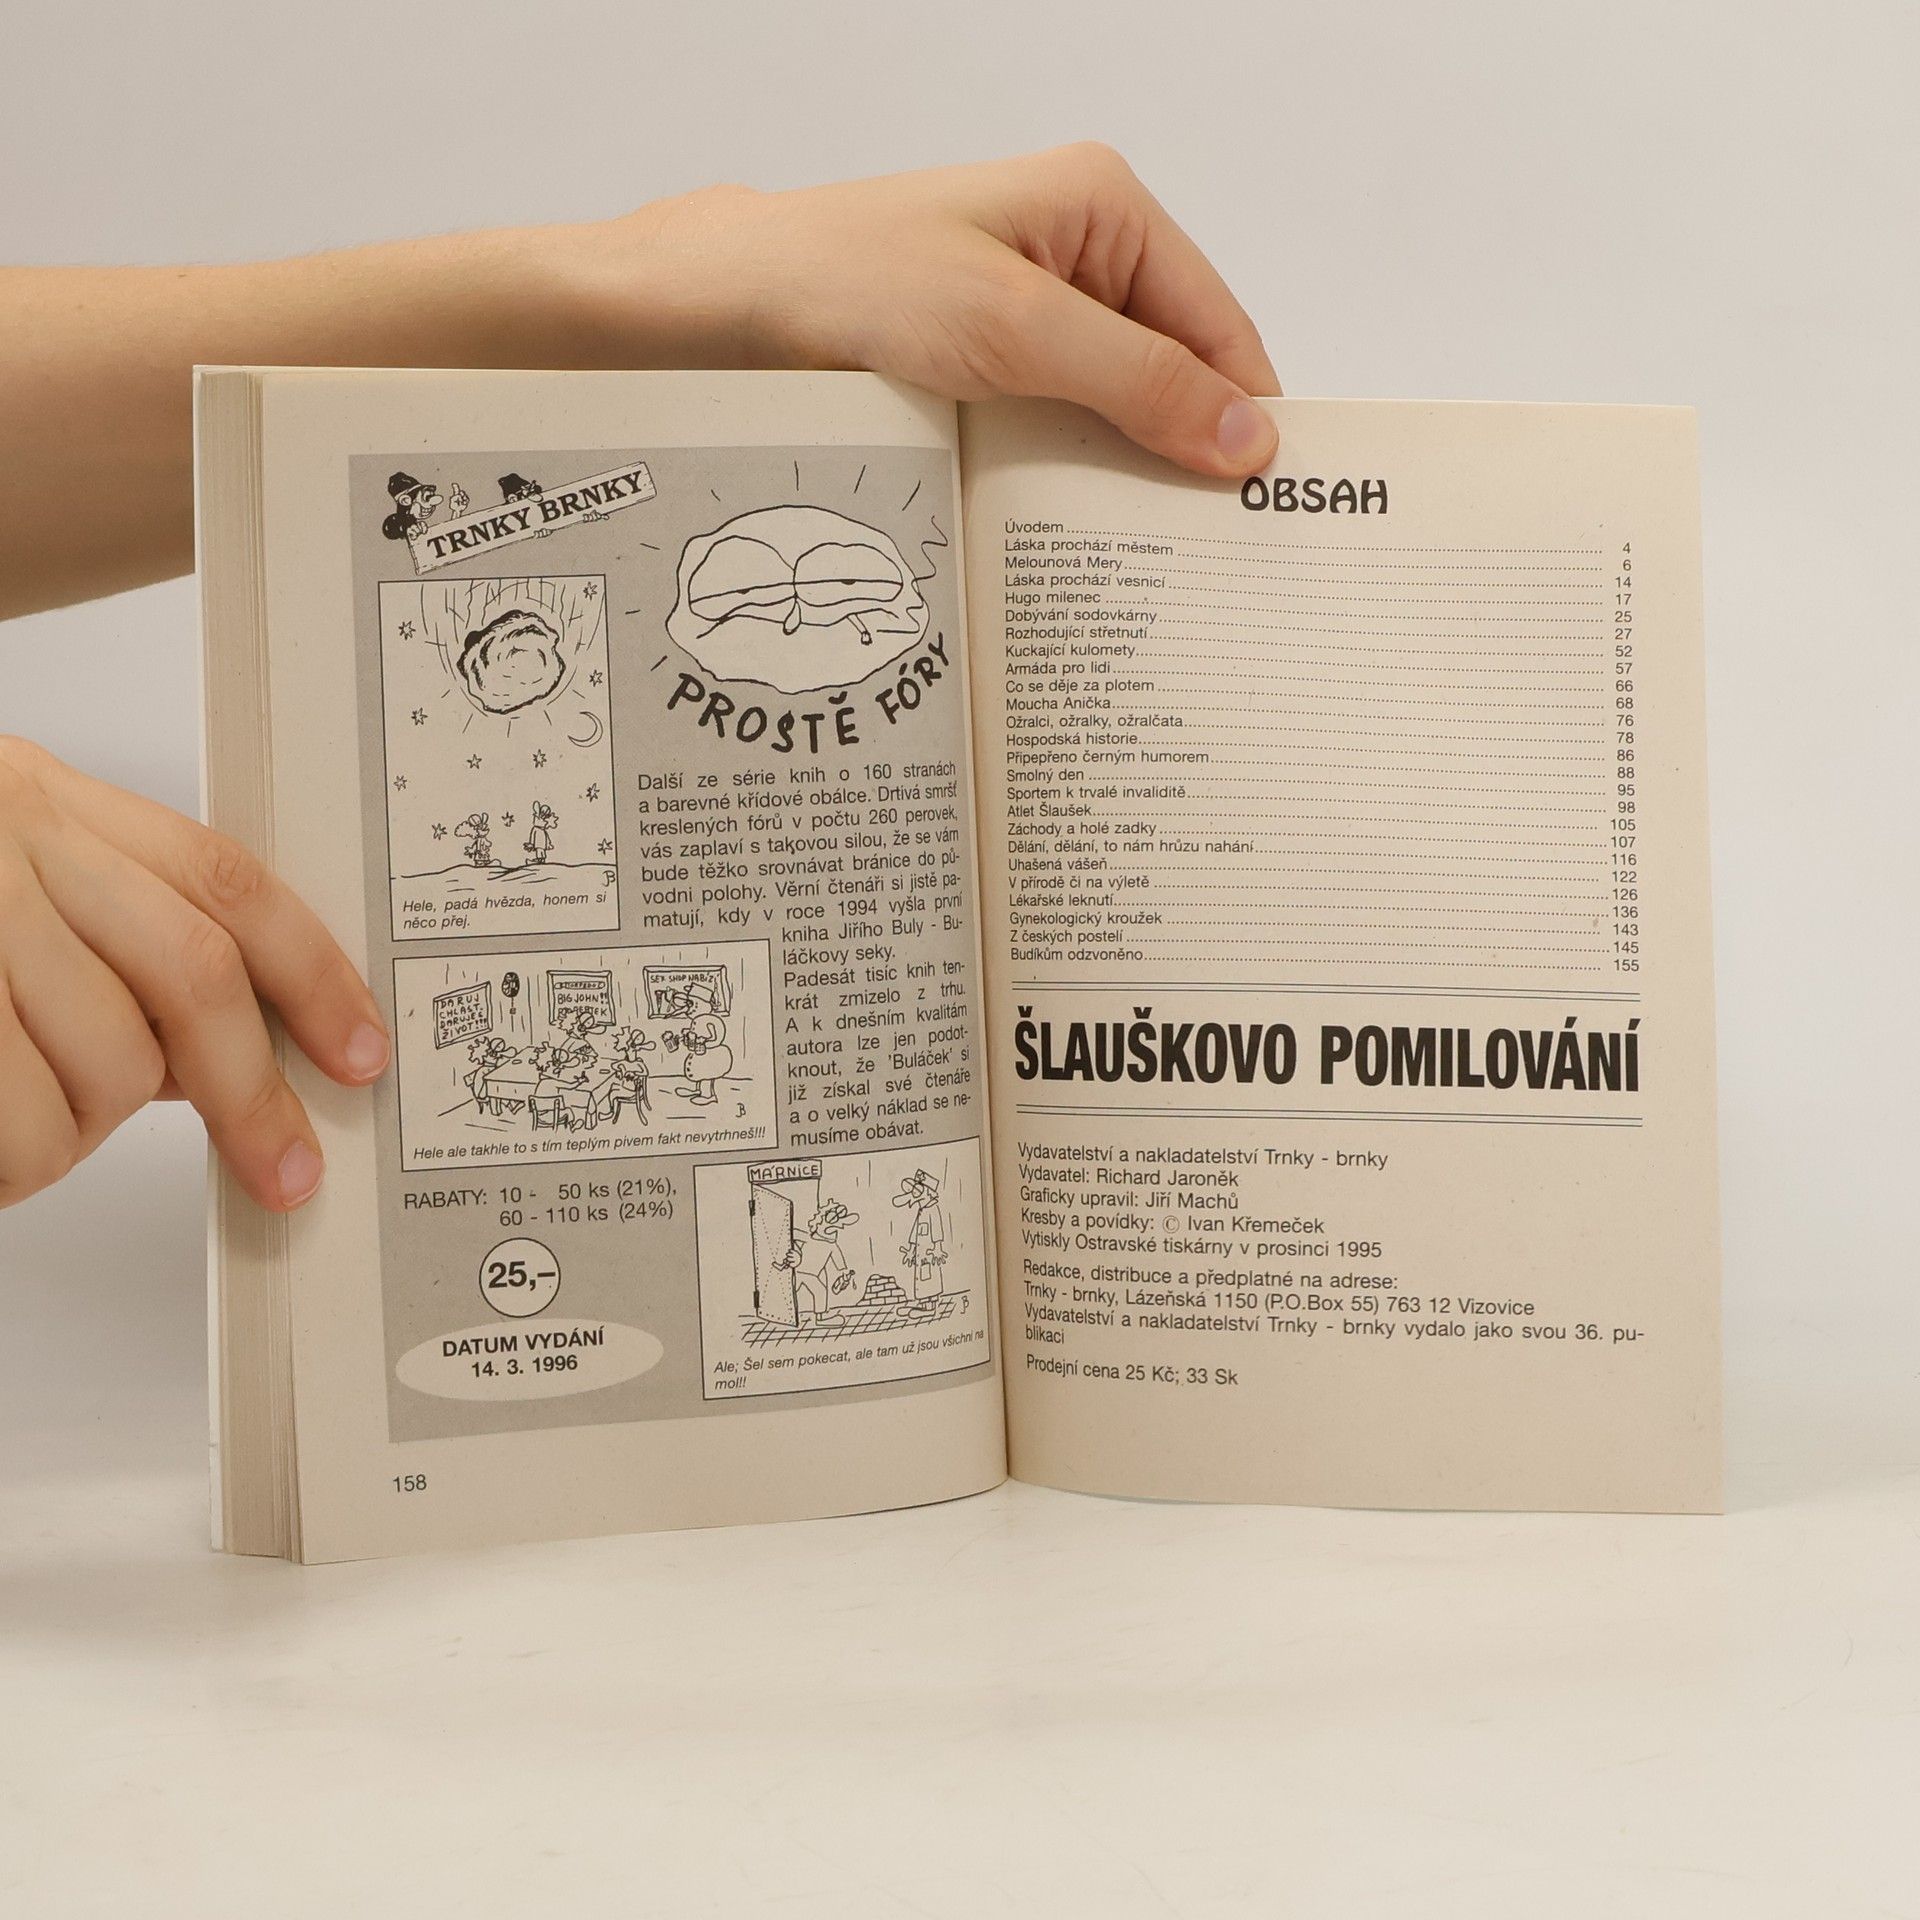 TRNKY BRNKY
PROSTĚ FÓRY
Hele, padá hvězda, honem si
něco přej.
Další ze série knih o 160 stranách
a barevné křídové obálce. Drtivá smršť
kreslených fórů v počtu 260 perovek,
vás zaplaví s takovou silou, že se vám
bude těžko srovnávat bránice do pů-
vodni polohy. Věrní čtenáři si jistě pa-
matují, kdy v roce 1994 vyšla první
kniha Jiřího Buly - Bu-
láčkovy seky.
Padesát tisíc knih ten-
krát zmizelo z trhu.
A k dnešním kvalitám
autora lze jen podot-
knout, že 'Buláček' si
již získal své čtenáře
a o velký náklad se ne-
musíme obávat.
DARUJ
CHLAST.
DARUJEŠ
ŽIVOT!!!
BIG JOHN!!
SEX SHOP NABÍZÍ
Hele ale takhle to s tím teplým pivem fakt nevytrhneš!!!
RABATY: 10 - 50 ks (21%),
60 - 110 ks (24%)
25,–
DATUM VYDÁNÍ
14. 3. 1996
MÁRNICE
Ale; Šel sem pokecat, ale tam už jsou všichni na
mol!!
158
OBSAH
Úvodem 4
Láska prochází městem 6
Melounová Mery 14
Láska prochází vesnicí 17
Hugo milenec 25
Dobývání sodovkárny 27
Rozhodující střetnutí 52
Kuckající kulomety 57
Armáda pro lidi 66
Co se děje za plotem 68
Moucha Anička 76
Ožralci, ožralky, ožralčata 78
Hospodská historie 86
Připepřeno černým humorem 88
Smolný den 95
Sportem k trvalé invaliditě 98
Atlet Šlaušek 105
Záchody a holé zadky 107
Dělání, dělání, to nám hrůzu nahání 116
Uhašená vášeň 122
V přírodě či na výletě 126
Lékařské leknutí 136
Gynekologický kroužek 143
Z českých postelí 145
Budíkům odzvoněno 155
ŠLAUŠKOVO POMILOVÁNÍ
Vydavatelství a nakladatelství Trnky - brnky
Vydavatel: Richard Jaroněk
Graficky upravil: Jiří Machů
Kresby a povídky: © Ivan Křemeček
Vytiskly Ostravské tiskárny v prosinci 1995
Redakce, distribuce a předplatné na adrese:
Trnky - brnky, Lázeňská 1150 (P.O.Box 55) 763 12 Vizovice
Vydavatelství a nakladatelství Trnky - brnky vydalo jako svou 36. pu-
blikaci
Prodejní cena 25 Kč; 33 Sk